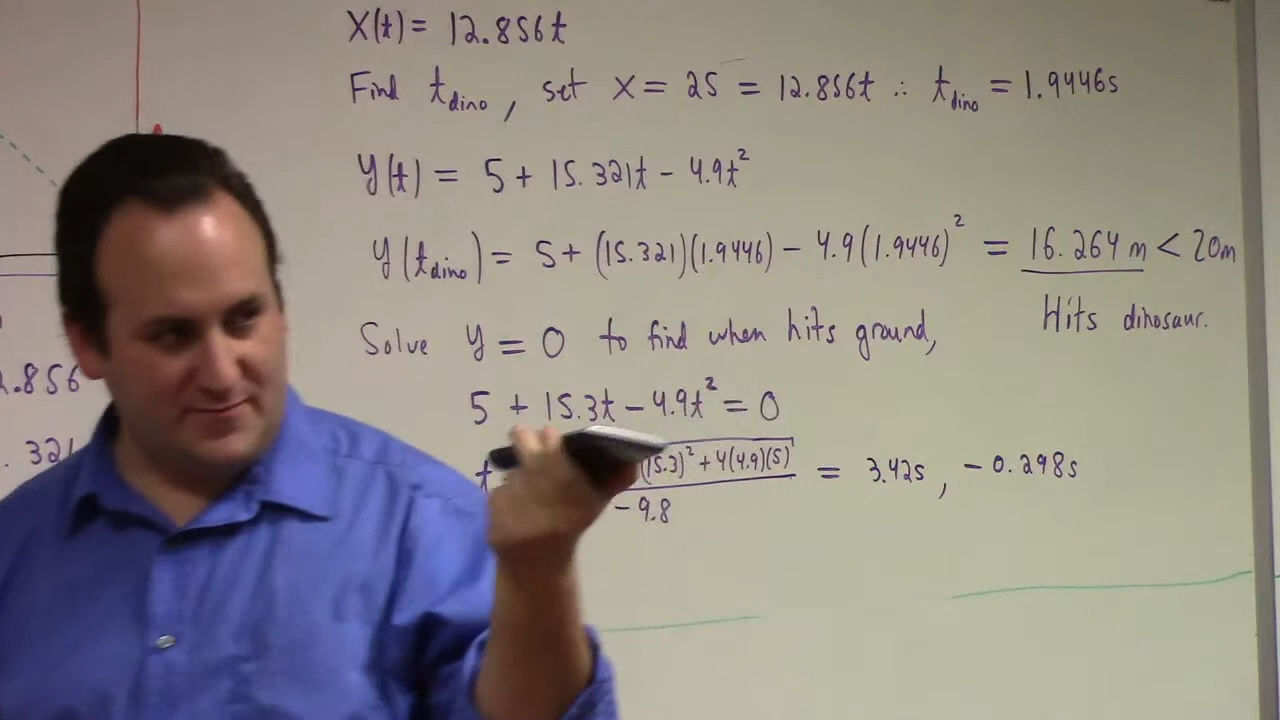 X(t) = 12.856t
Find t_dino, set X = 25 = 12.856t ∴ t_dino = 1.9446s
y(t) = 5 + 15.321t - 4.9t²
y(t_dino) = 5 + (15.321)(1.9446) - 4.9(1.9446)² = 16.264 m < 20m
Hits dinosaur.
Solve y = 0 to find when hits ground,
5 + 15.3t - 4.9t² = 0
t (15.3)² + 4(4.9)(5) = 3.42s, -0.298s
-9.8
2.856
. 321